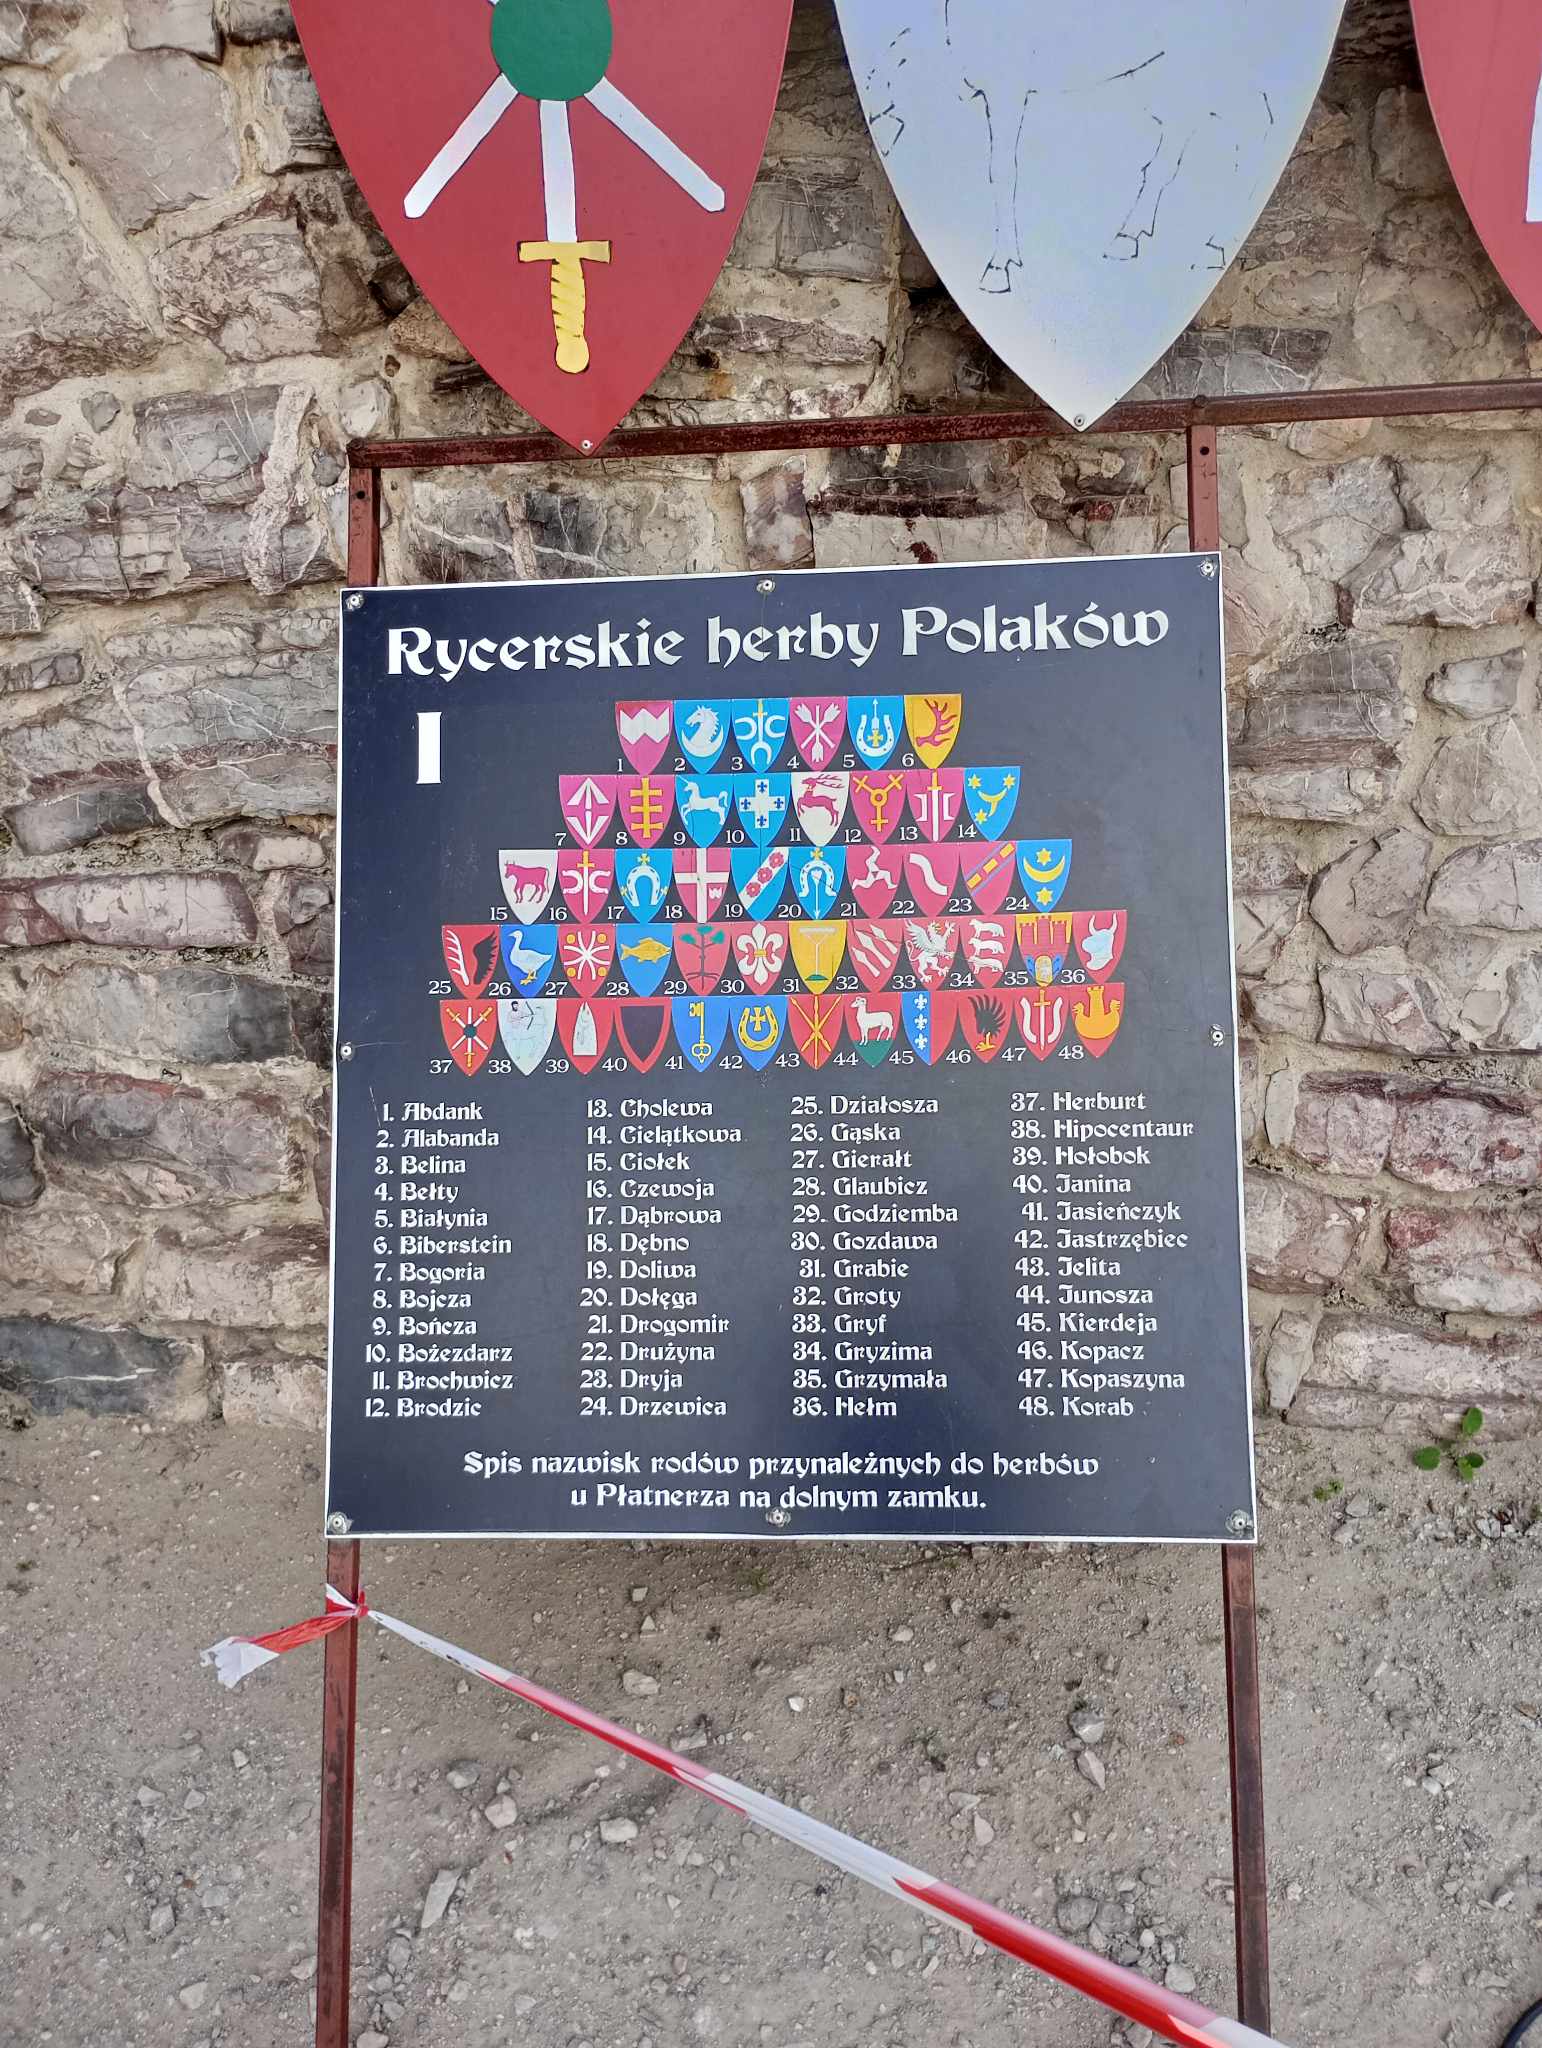 Rycerskie herby Polaków
I
1 2 3 4 5 6
7 8 9 10 11 12 13 14
15 16 17 18 19 20 21 22 23 24
25 26 27 28 29 30 31 32 33 34 35 36
37 38 39 40 41 42 43 44 45 46 47 48
1. Abdank
2. Alabanda
3. Belina
4. Bełty
5. Białynia
6. Biberstein
7. Bogoria
8. Bojcza
9. Bończa
10. Bożezdarz
11. Brochwicz
12. Brodzic
13. Cholewa
14. Cielątkowa
15. Ciołek
16. Czewoja
17. Dąbrowa
18. Dębno
19. Doliwa
20. Dołęga
21. Drogomir
22. Drużyna
23. Dryja
24. Drzewica
25. Działosza
26. Gąska
27. Gierałt
28. Glaubicz
29. Godziemba
30. Gozdawa
31. Grabie
32. Groty
33. Gryf
34. Gryzima
35. Grzymała
36. Hełm
37. Herburt
38. Hipocentaur
39. Hołobok
40. Janina
41. Jasieńczyk
42. Jastrzębiec
43. Jelita
44. Junosza
45. Kierdeja
46. Kopacz
47. Kopaszyna
48. Korab
Spis nazwisk rodów przynależnych do herbów
u Płatnerza na dolnym zamku.